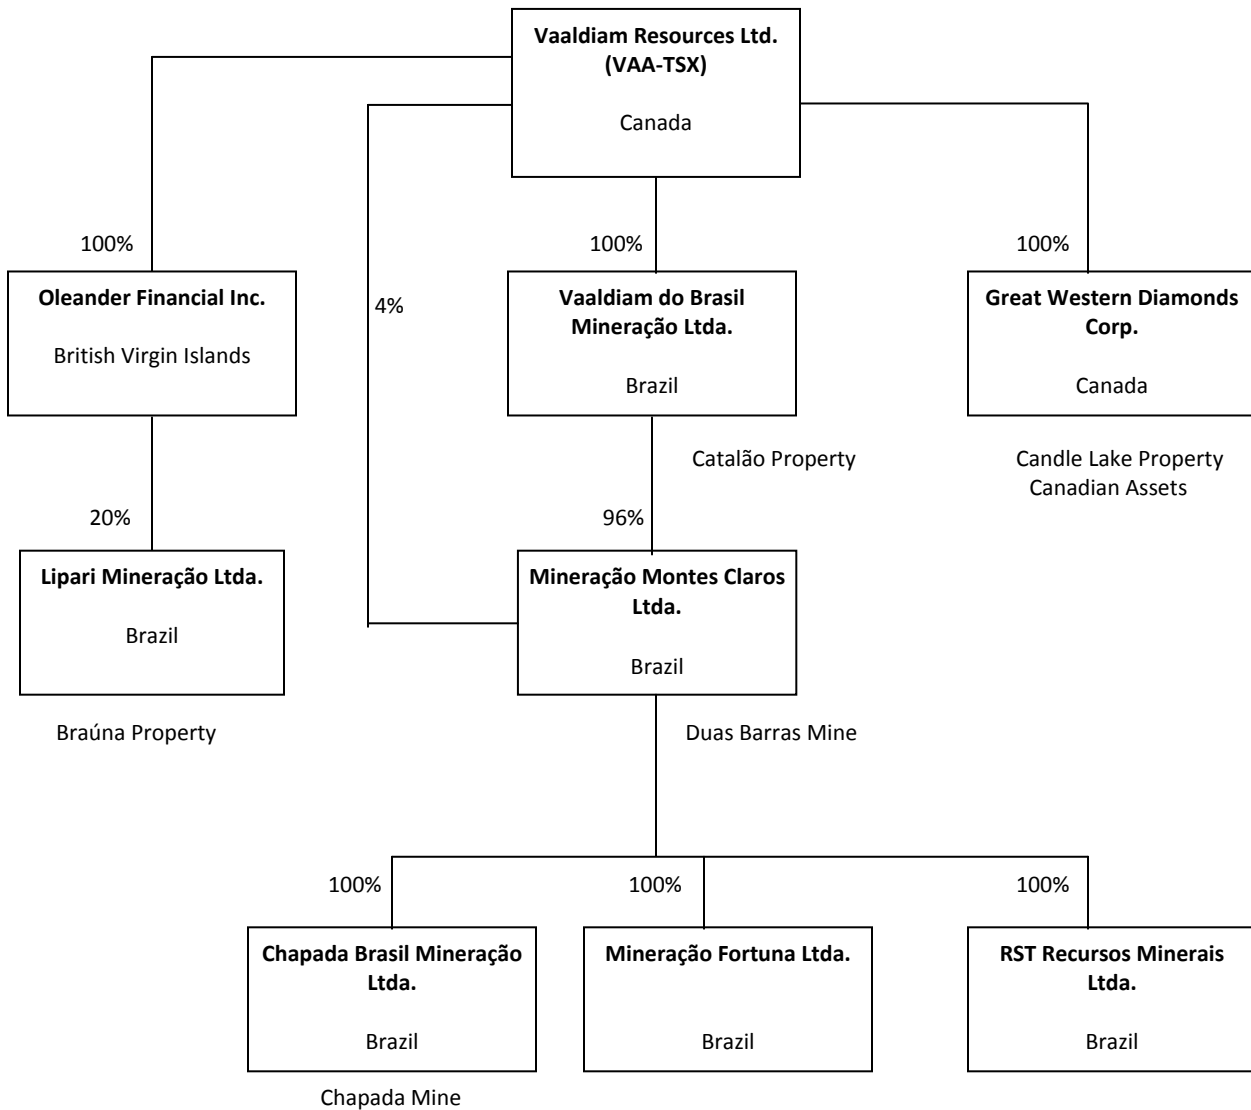 Vaaldiam Resources Ltd.
(VAA-TSX)
Canada
100%
100%
100%
4%
Oleander Financial Inc.
British Virgin Islands
Vaaldiam do Brasil
Mineração Ltda.
Brazil
Great Western Diamonds
Corp.
Canada
Catalão Property
Candle Lake Property
Canadian Assets
20%
96%
Lipari Mineração Ltda.
Brazil
Mineração Montes Claros
Ltda.
Brazil
Braúna Property
Duas Barras Mine
100%
100%
100%
Chapada Brasil Mineração
Ltda.
Brazil
Mineração Fortuna Ltda.
Brazil
RST Recursos Minerais
Ltda.
Brazil
Chapada Mine